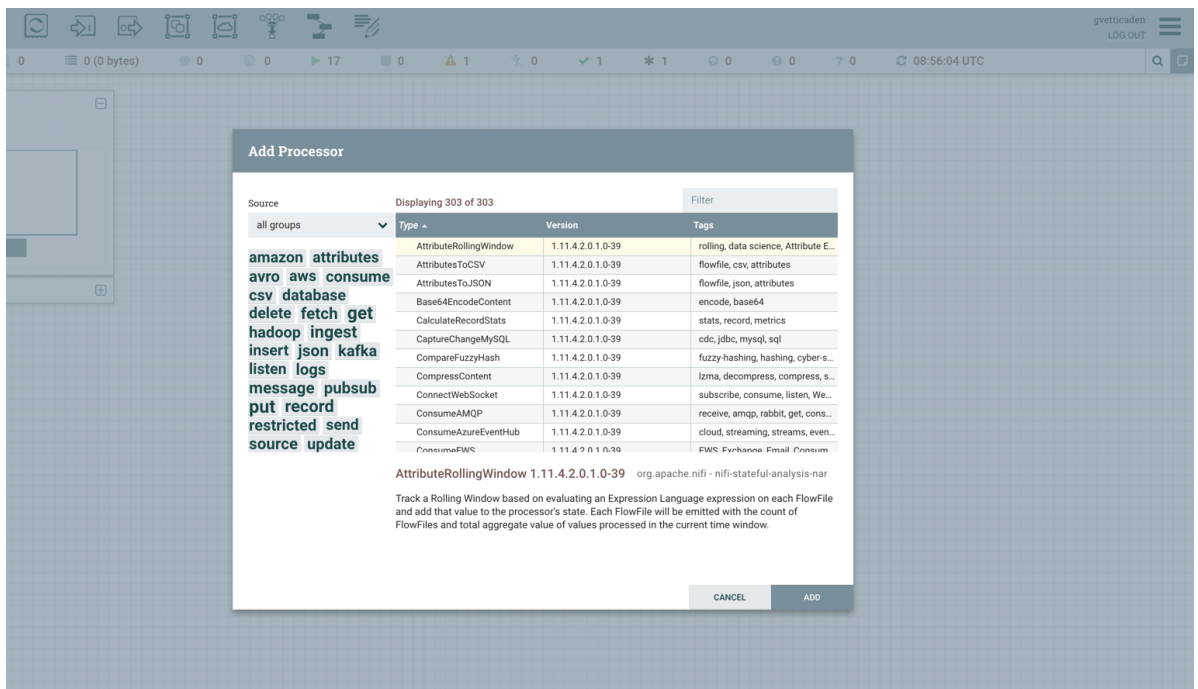 gvetticaden
LOG OUT
0 0 (0 bytes) 0 0 17 0 1 0 1 1 0 0 ? 0 08:56:04 UTC
Add Processor
Source
Displaying 303 of 303
Filter
all groups
Type Version Tags
AttributeRollingWindow 1.11.4.2.0.1.0-39 rolling, data science, Attribute E...
AttributesToCSV 1.11.4.2.0.1.0-39 flowfile, csv, attributes
AttributesToJSON 1.11.4.2.0.1.0-39 flowfile, json, attributes
Base64EncodeContent 1.11.4.2.0.1.0-39 encode, base64
CalculateRecordStats 1.11.4.2.0.1.0-39 stats, record, metrics
CaptureChangeMySQL 1.11.4.2.0.1.0-39 cdc, jdbc, mysql, sql
CompareFuzzyHash 1.11.4.2.0.1.0-39 fuzzy-hashing, hashing, cyber-s...
CompressContent 1.11.4.2.0.1.0-39 lzma, decompress, compress, s...
ConnectWebSocket 1.11.4.2.0.1.0-39 subscribe, consume, listen, We...
ConsumeAMQP 1.11.4.2.0.1.0-39 receive, amqp, rabbit, get, cons...
ConsumeAzureEventHub 1.11.4.2.0.1.0-39 cloud, streaming, streams, even...
ConsumeEWS 1.11.4.2.0.1.0-39 EWS, Exchange, Email, Consum...
amazon attributes
avro aws consume
csv database
delete fetch get
hadoop ingest
insert json kafka
listen logs
message pubsub
put record
restricted send
source update
AttributeRollingWindow 1.11.4.2.0.1.0-39 org.apache.nifi - nifi-stateful-analysis-nar
Track a Rolling Window based on evaluating an Expression Language expression on each FlowFile
and add that value to the processor's state. Each FlowFile will be emitted with the count of
FlowFiles and total aggregate value of values processed in the current time window.
CANCEL ADD